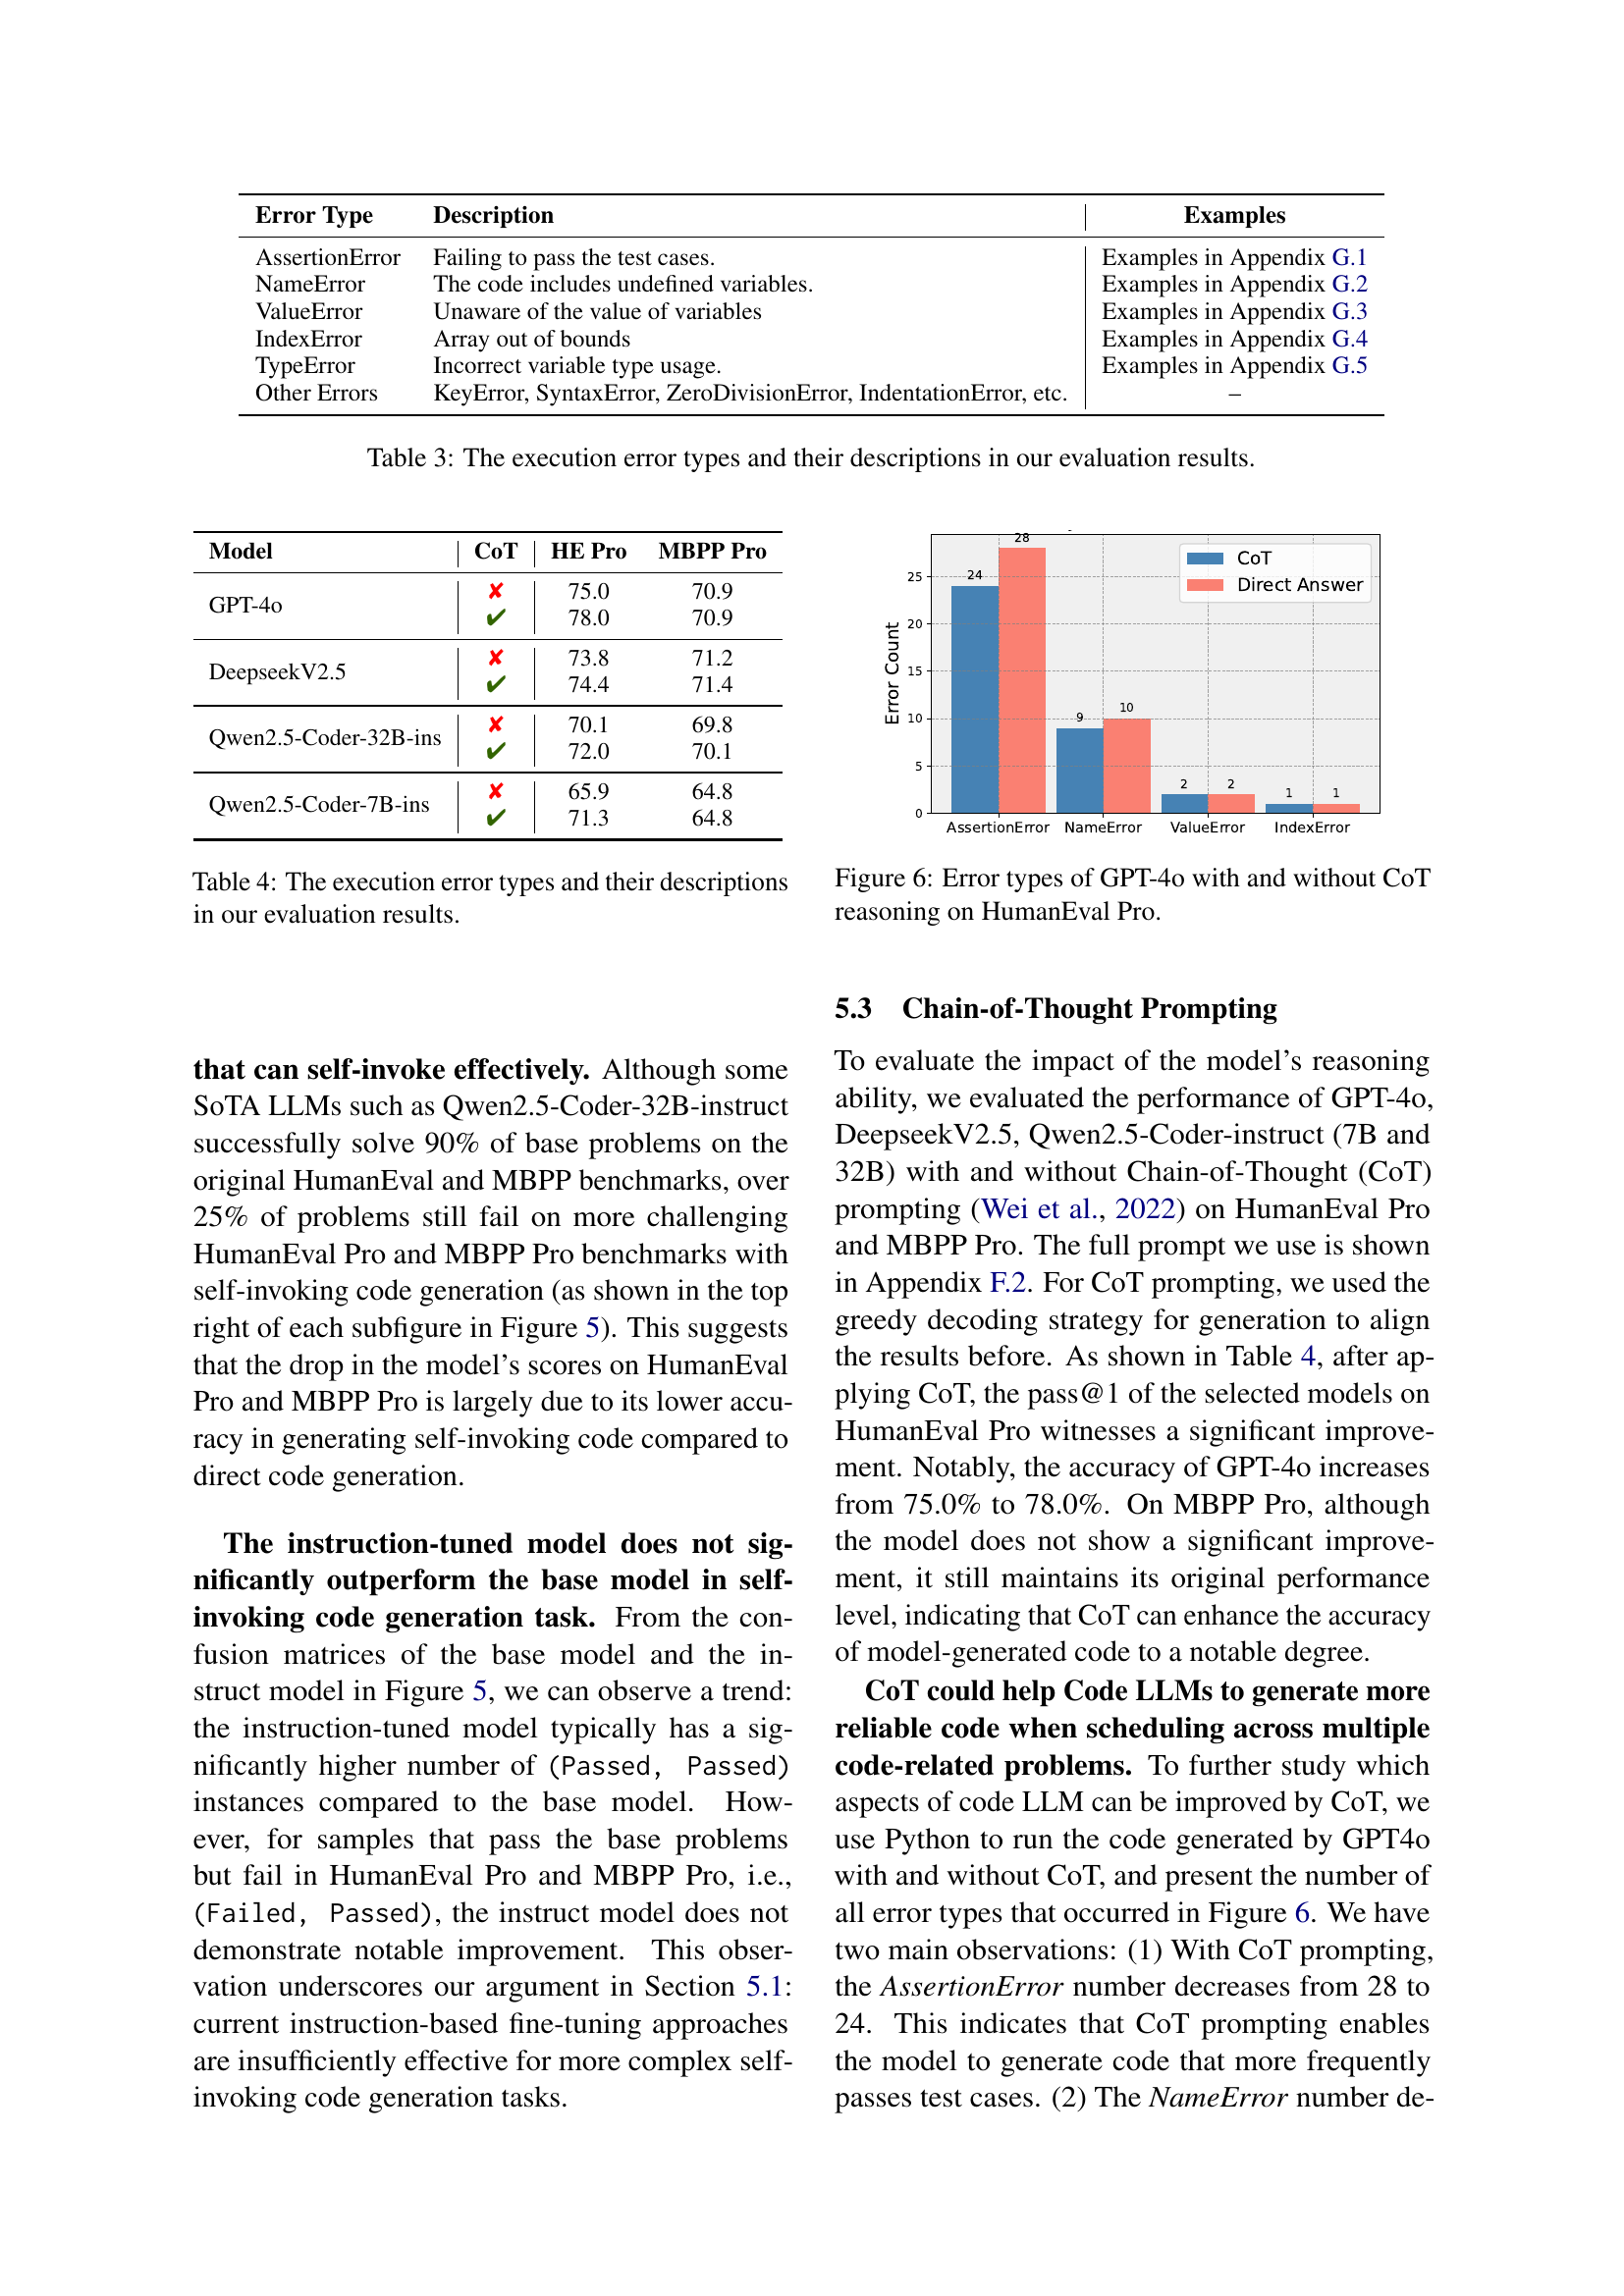 Error Type Description Examples
AssertionError Failing to pass the test cases. Examples in Appendix G.1
NameError The code includes undefined variables. Examples in Appendix G.2
ValueError Unaware of the value of variables Examples in Appendix G.3
IndexError Array out of bounds Examples in Appendix G.4
TypeError Incorrect variable type usage. Examples in Appendix G.5
Other Errors KeyError, SyntaxError, ZeroDivisionError, IndentationError, etc. –
Table 3: The execution error types and their descriptions in our evaluation results.
Model CoT HE Pro MBPP Pro
GPT-4o
✘ 75.0 70.9
✔ 78.0 70.9
DeepseekV2.5
✘ 73.8 71.2
✔ 74.4 71.4
Qwen2.5-Coder-32B-ins
✘ 70.1 69.8
✔ 72.0 70.1
Qwen2.5-Coder-7B-ins
✘ 65.9 64.8
✔ 71.3 64.8
Table 4: The execution error types and their descriptions
in our evaluation results.
that can self-invoke effectively. Although some
SoTA LLMs such as Qwen2.5-Coder-32B-instruct
successfully solve 90% of base problems on the
original HumanEval and MBPP benchmarks, over
25% of problems still fail on more challenging
HumanEval Pro and MBPP Pro benchmarks with
self-invoking code generation (as shown in the top
right of each subfigure in Figure 5). This suggests
that the drop in the model's scores on HumanEval
Pro and MBPP Pro is largely due to its lower accu-
racy in generating self-invoking code compared to
direct code generation.
The instruction-tuned model does not sig-
nificantly outperform the base model in self-
invoking code generation task. From the con-
fusion matrices of the base model and the in-
struct model in Figure 5, we can observe a trend:
the instruction-tuned model typically has a sig-
nificantly higher number of (Passed, Passed)
instances compared to the base model. How-
ever, for samples that pass the base problems
but fail in HumanEval Pro and MBPP Pro, i.e.,
(Failed, Passed), the instruct model does not
demonstrate notable improvement. This obser-
vation underscores our argument in Section 5.1:
current instruction-based fine-tuning approaches
are insufficiently effective for more complex self-
invoking code generation tasks.
Error Count
25
20
15
10
5
0
24 28
9 10
2 2
1 1
CoT
Direct Answer
AssertionError NameError ValueError IndexError
Figure 6: Error types of GPT-4o with and without CoT
reasoning on HumanEval Pro.
5.3 Chain-of-Thought Prompting
To evaluate the impact of the model's reasoning
ability, we evaluated the performance of GPT-4o,
DeepseekV2.5, Qwen2.5-Coder-instruct (7B and
32B) with and without Chain-of-Thought (CoT)
prompting (Wei et al., 2022) on HumanEval Pro
and MBPP Pro. The full prompt we use is shown
in Appendix F.2. For CoT prompting, we used the
greedy decoding strategy for generation to align
the results before. As shown in Table 4, after ap-
plying CoT, the pass@1 of the selected models on
HumanEval Pro witnesses a significant improve-
ment. Notably, the accuracy of GPT-4o increases
from 75.0% to 78.0%. On MBPP Pro, although
the model does not show a significant improve-
ment, it still maintains its original performance
level, indicating that CoT can enhance the accuracy
of model-generated code to a notable degree.
CoT could help Code LLMs to generate more
reliable code when scheduling across multiple
code-related problems. To further study which
aspects of code LLM can be improved by CoT, we
use Python to run the code generated by GPT4o
with and without CoT, and present the number of
all error types that occurred in Figure 6. We have
two main observations: (1) With CoT prompting,
the AssertionError number decreases from 28 to
24. This indicates that CoT prompting enables
the model to generate code that more frequently
passes test cases. (2) The NameError number de-